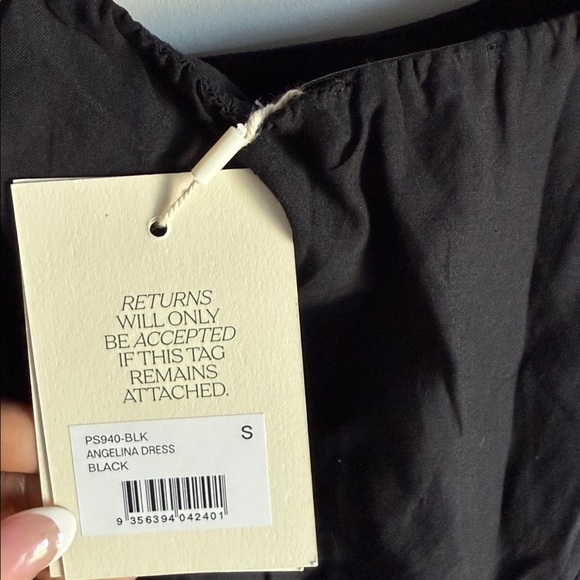 RETURNS
WILL ONLY
BE ACCEPTED
IF THIS TAG
REMAINS
ATTACHED.
PS940-BLK S
ANGELINA DRESS
BLACK
9 356394 042401